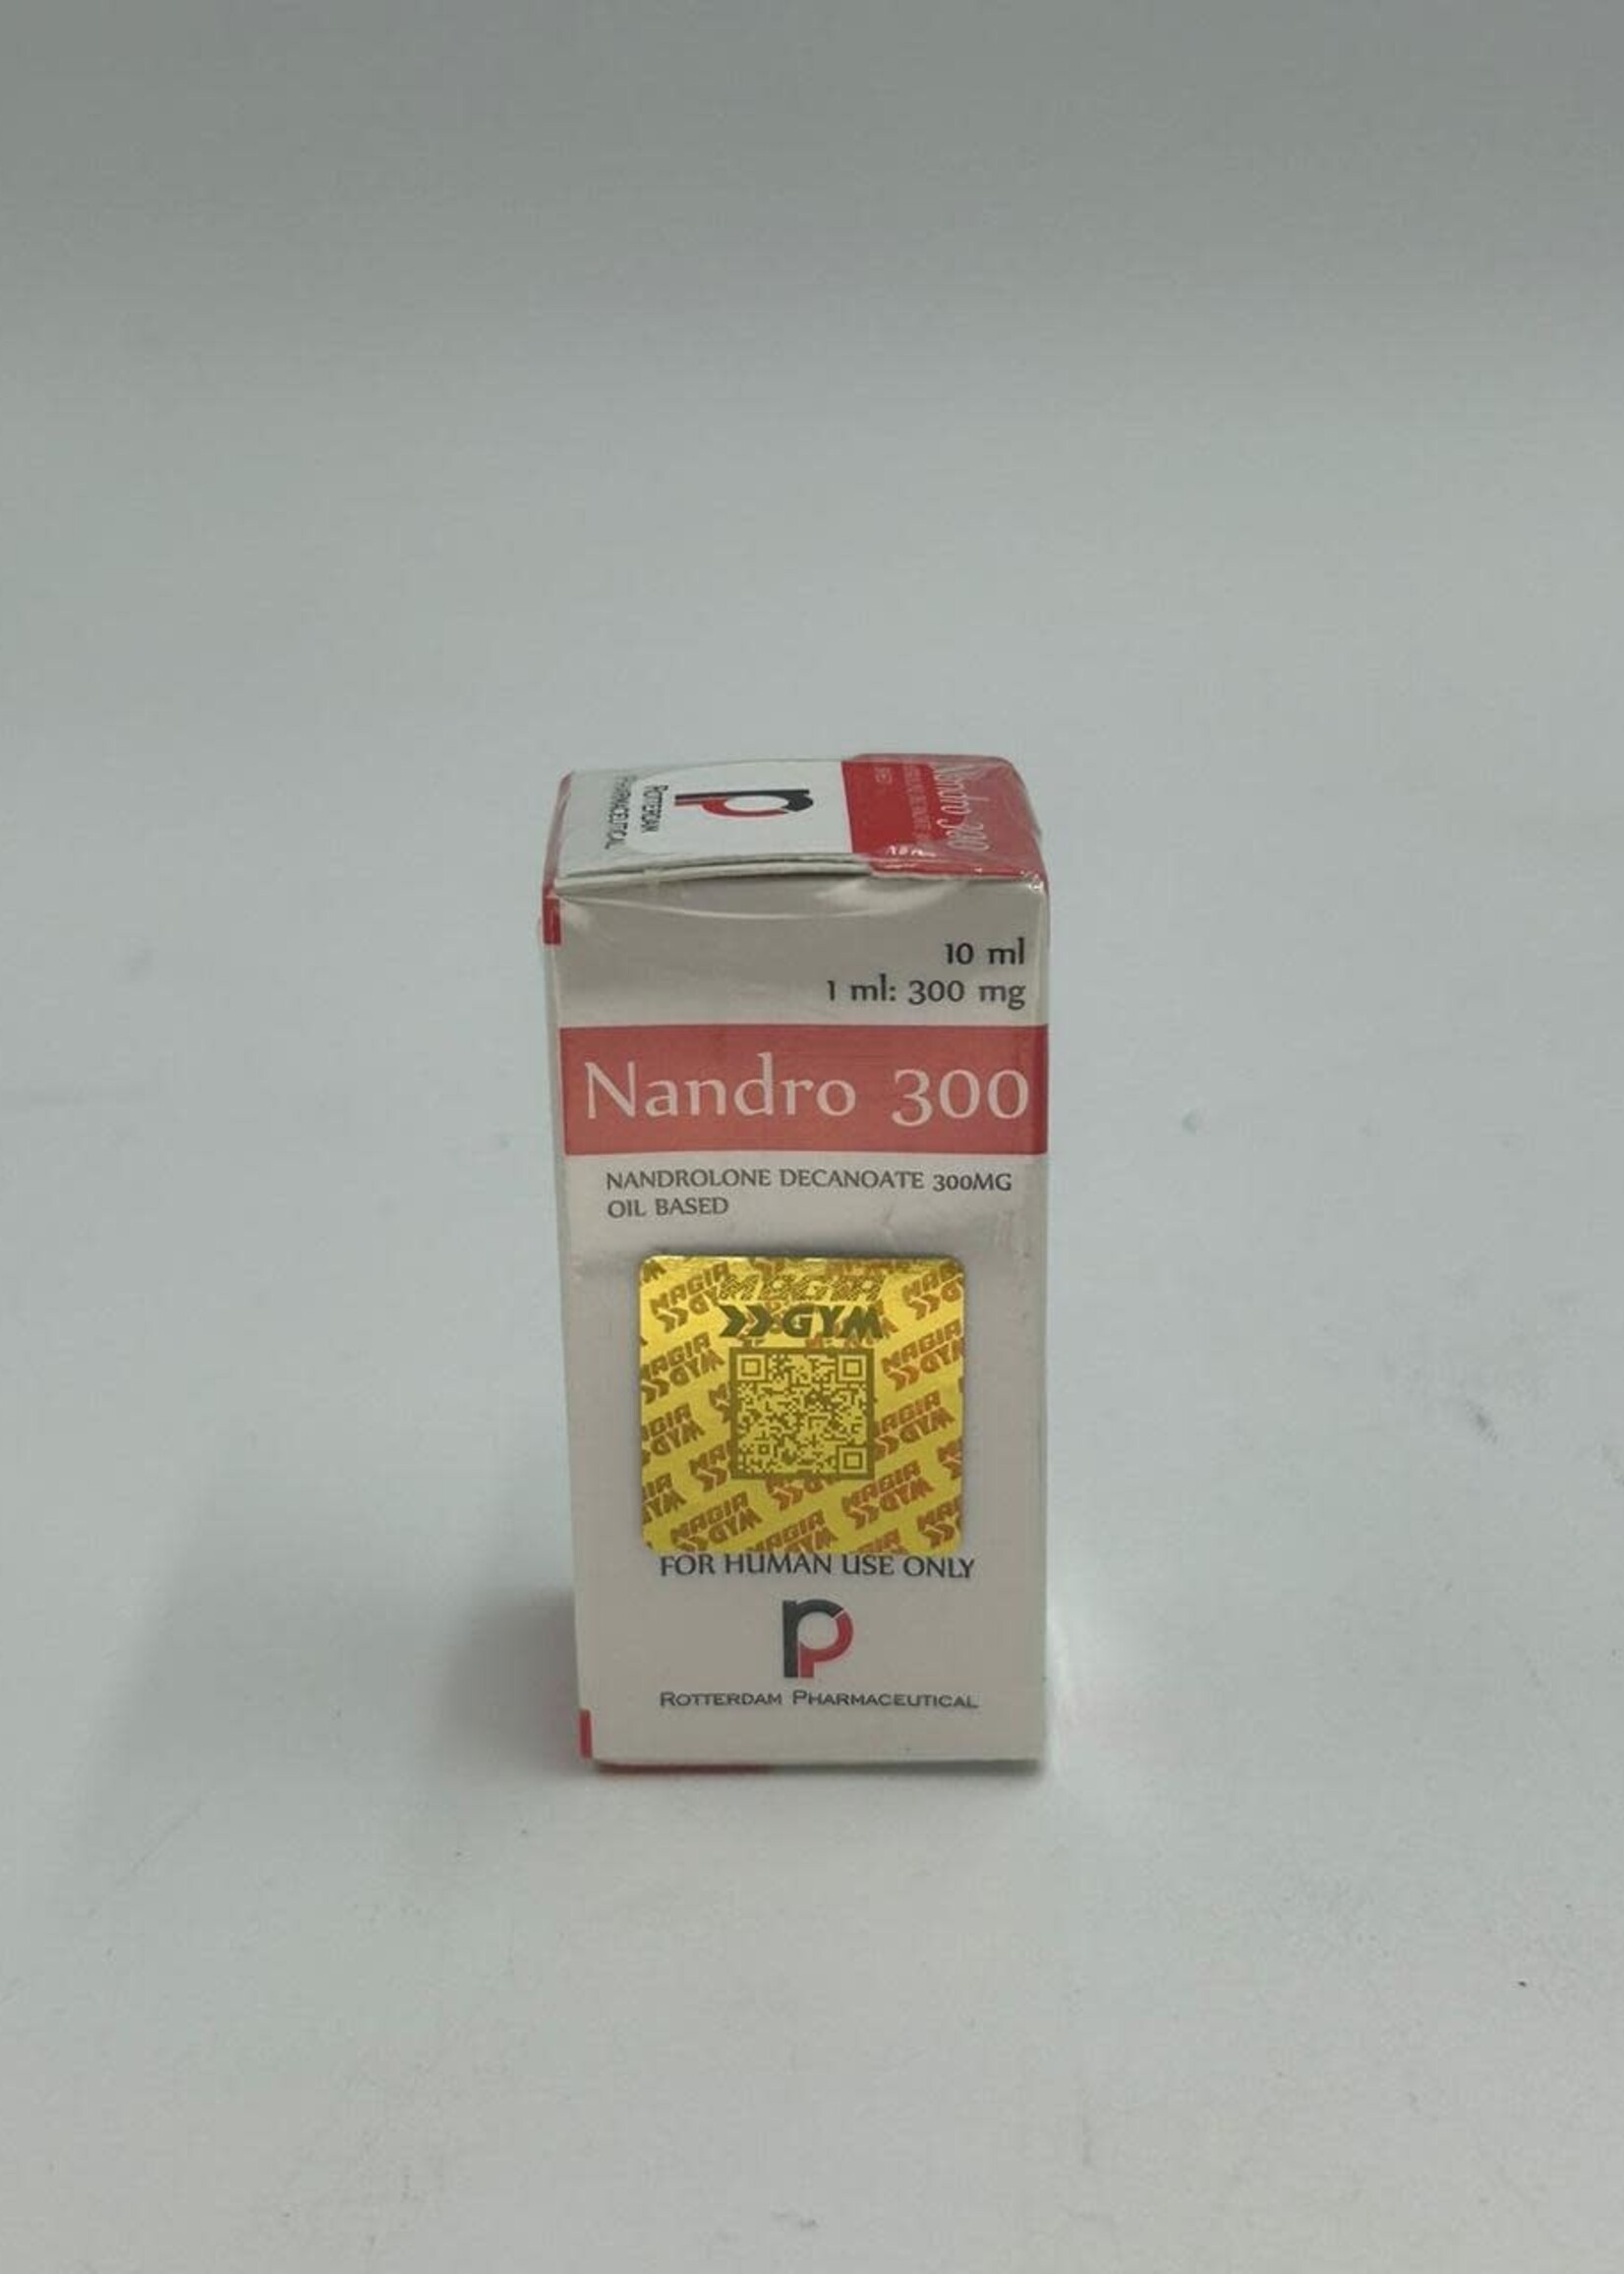 ROTTERDAM
PHARMACEUTICAL
Nandro 300
10 ml
1 ml: 300 mg
Nandro 300
NANDROLONE DECANOATE 300MG
OIL BASED
MAGIA
GYM
FOR HUMAN USE ONLY
ROTTERDAM PHARMACEUTICAL